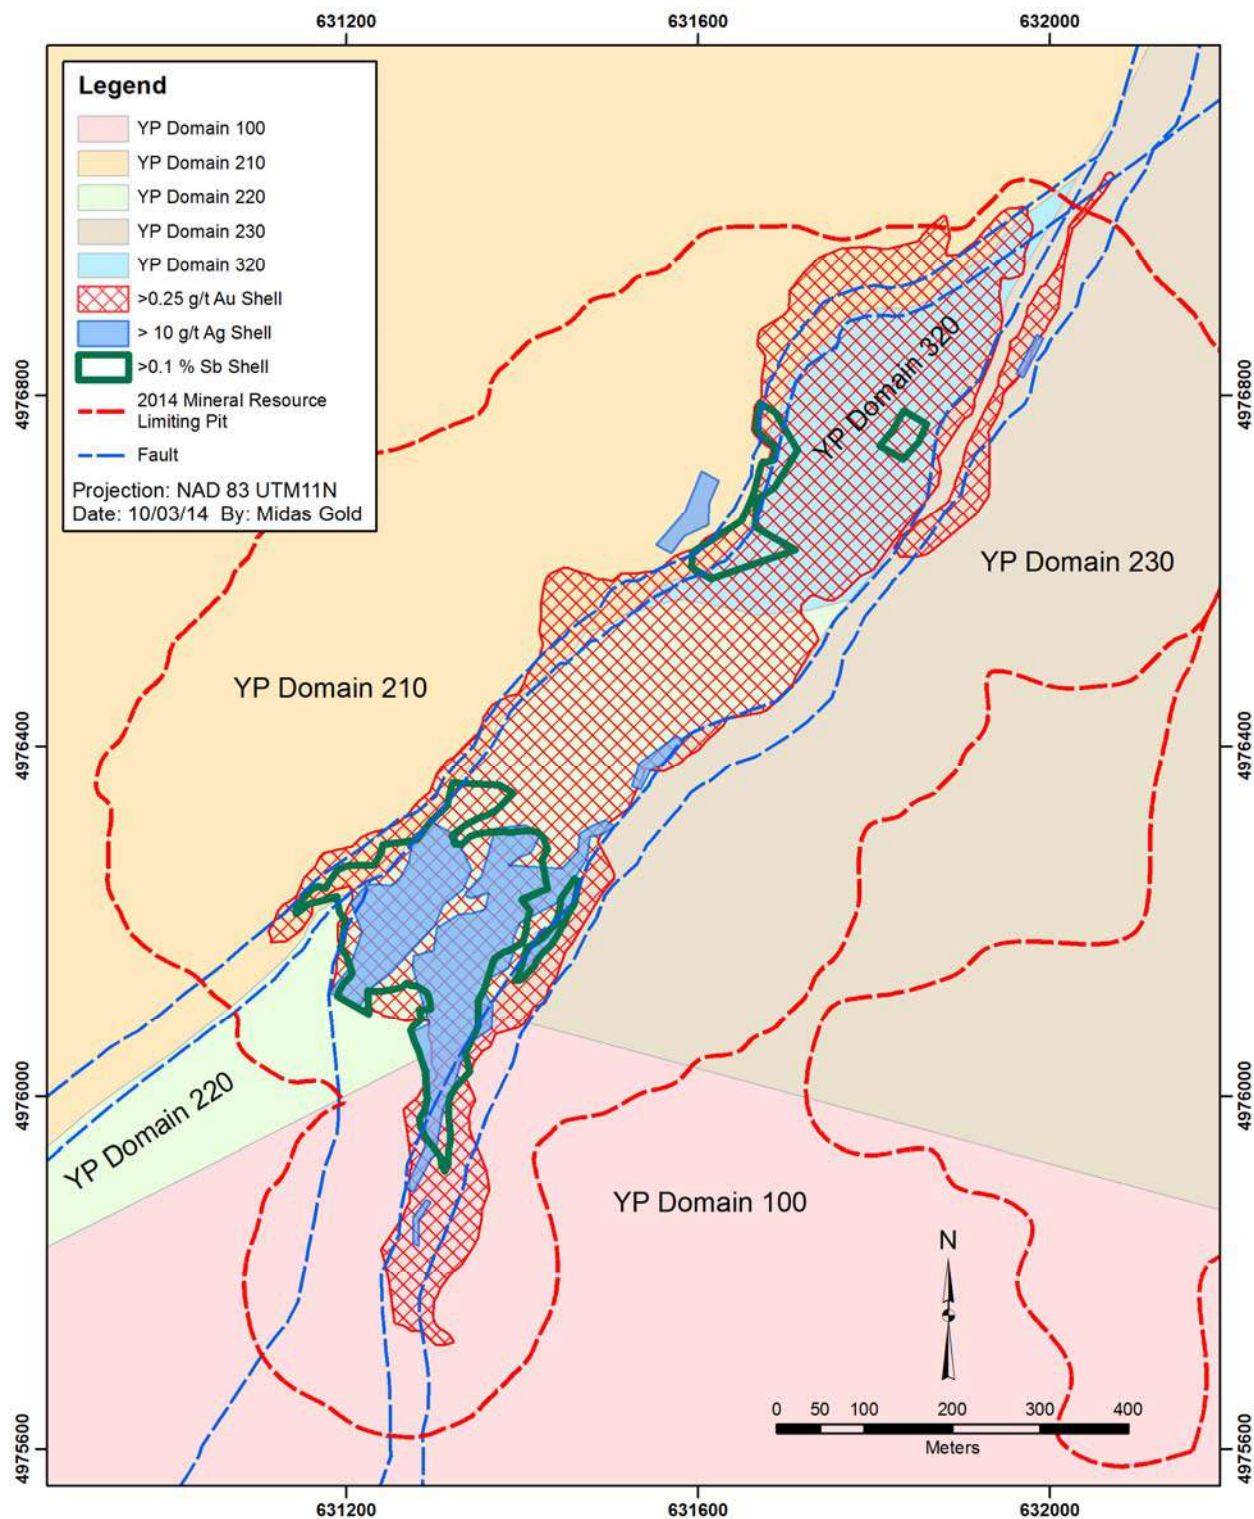 631200 631600 632000
Legend
YP Domain 100
YP Domain 210
YP Domain 220
YP Domain 230
YP Domain 320
>0.25 g/t Au Shell
> 10 g/t Ag Shell
>0.1 % Sb Shell
2014 Mineral Resource
Limiting Pit
Fault
Projection: NAD 83 UTM11N
Date: 10/03/14 By: Midas Gold
4976800
4976800
YP Domain 320
YP Domain 230
YP Domain 210
4976400
4976400
4976000
4976000
YP Domain 220
YP Domain 100
N
0 50 100 200 300 400
Meters
4975600
4975600
631200 631600 632000